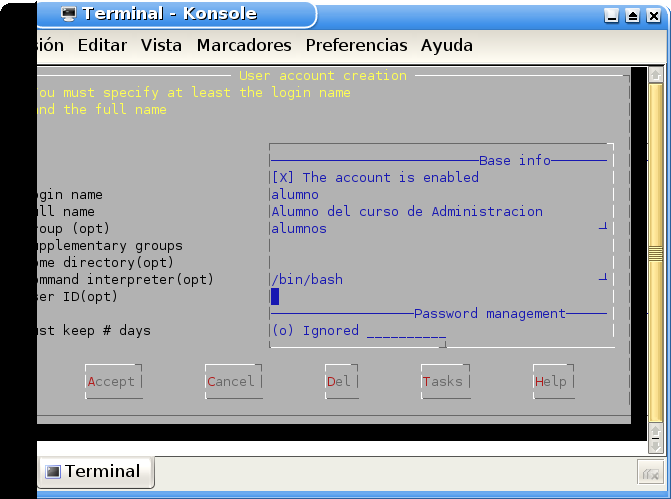 Terminal - Konsole
sión Editar Vista Marcadores Preferencias Ayuda
User account creation
ou must specify at least the login name
and the full name
Base info
[X] The account is enabled
ogin name alumno
ull name Alumno del curso de Administracion
roup (opt) alumnos
upplementary groups
ome directory(opt)
ommand interpreter(opt) /bin/bash
ser ID(opt)
Password management
ust keep # days (o) Ignored __________
Accept Cancel Del Tasks Help
Terminal